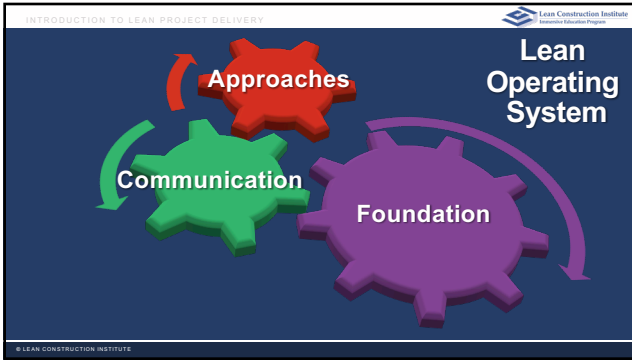 INTRODUCTION TO LEAN PROJECT DELIVERY
Lean Construction Institute
Immersive Education Program
Lean
Operating
System
Approaches
Communication
Foundation
© LEAN CONSTRUCTION INSTITUTE